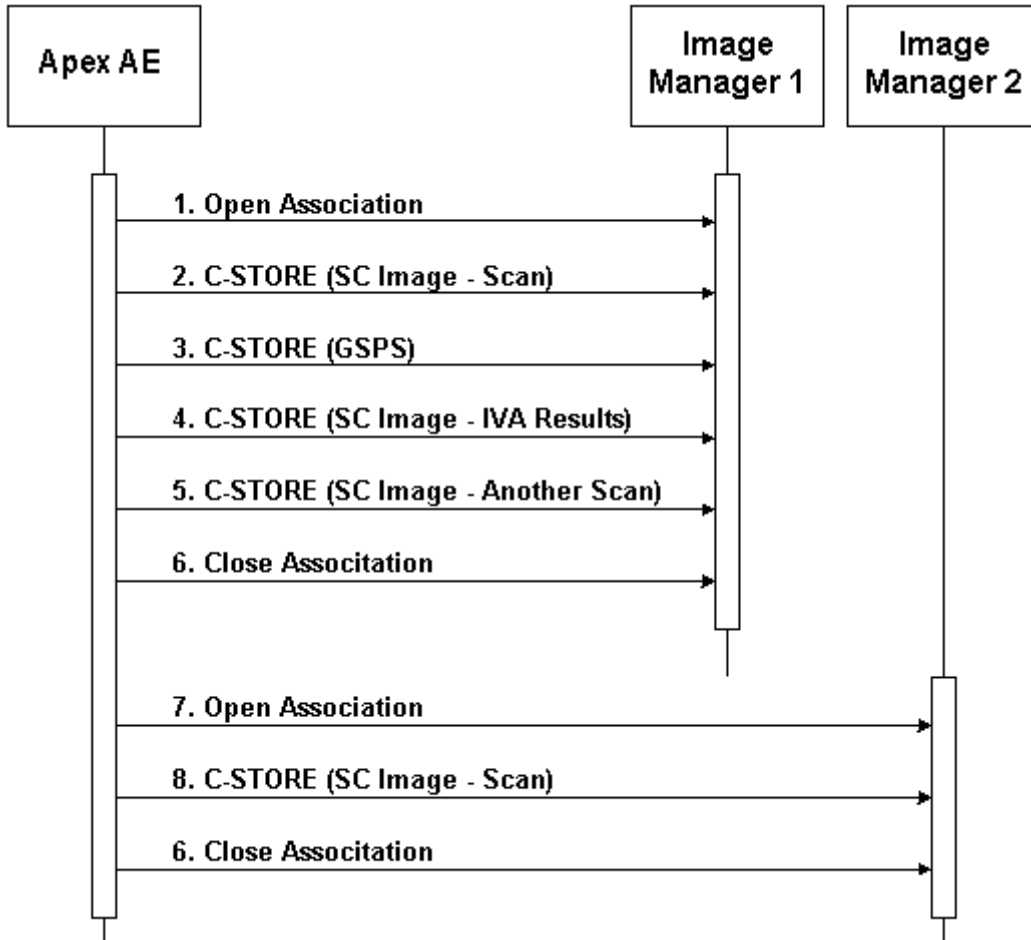 Apex AE
Image
Manager 1
Image
Manager 2
1. Open Association
2. C-STORE (SC Image - Scan)
3. C-STORE (GSPS)
4. C-STORE (SC Image - IVA Results)
5. C-STORE (SC Image - Another Scan)
6. Close Associtation
7. Open Association
8. C-STORE (SC Image - Scan)
6. Close Associtation